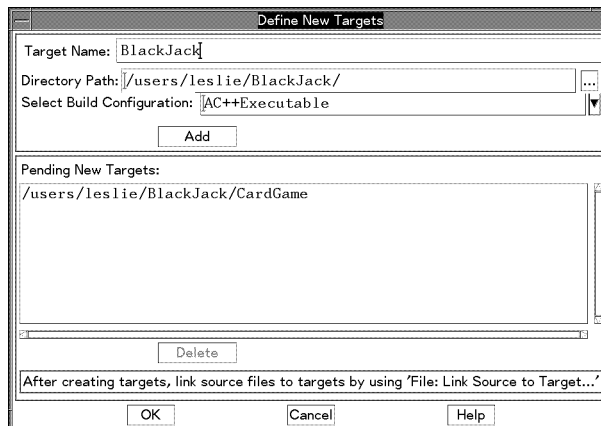 Define New Targets
Target Name: BlackJack
Directory Path: /users/leslie/BlackJack/ ...
Select Build Configuration: AC++Executable
Add
Pending New Targets:
/users/leslie/BlackJack/CardGame
Delete
After creating targets, link source files to targets by using 'File: Link Source to Target...'
OK Cancel Help